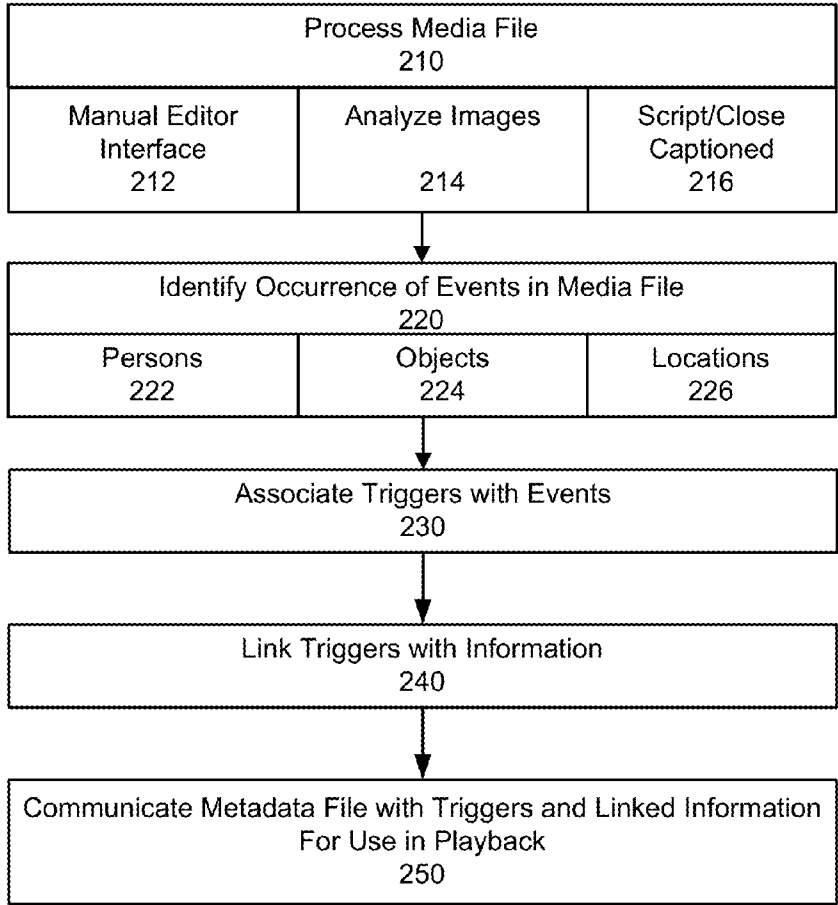 Process Media File
210
Manual Editor
Interface
212
Analyze Images
214
Script/Close
Captioned
216
Identify Occurrence of Events in Media File
220
Persons
222
Objects
224
Locations
226
Associate Triggers with Events
230
Link Triggers with Information
240
Communicate Metadada File with Triggers and Linked Information
For Use in Playback
250